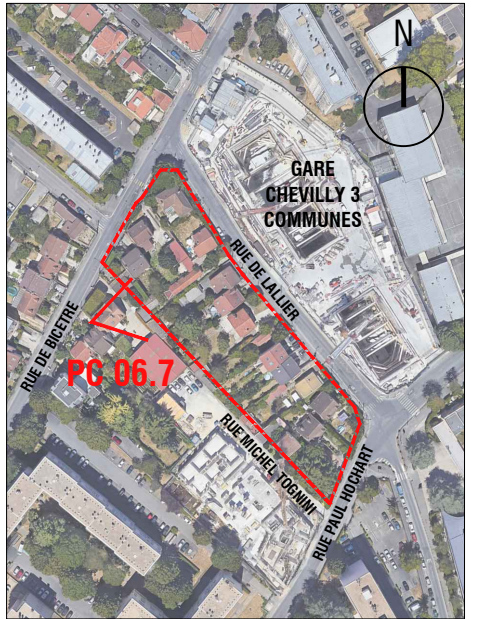 N
GARE
CHEVILLY 3
COMMUNES
RUE DE LALLIER
RUE DE BICETRE
PC 06.7
RUE MICHEL TOGNINI
RUE PAUL HOCHART